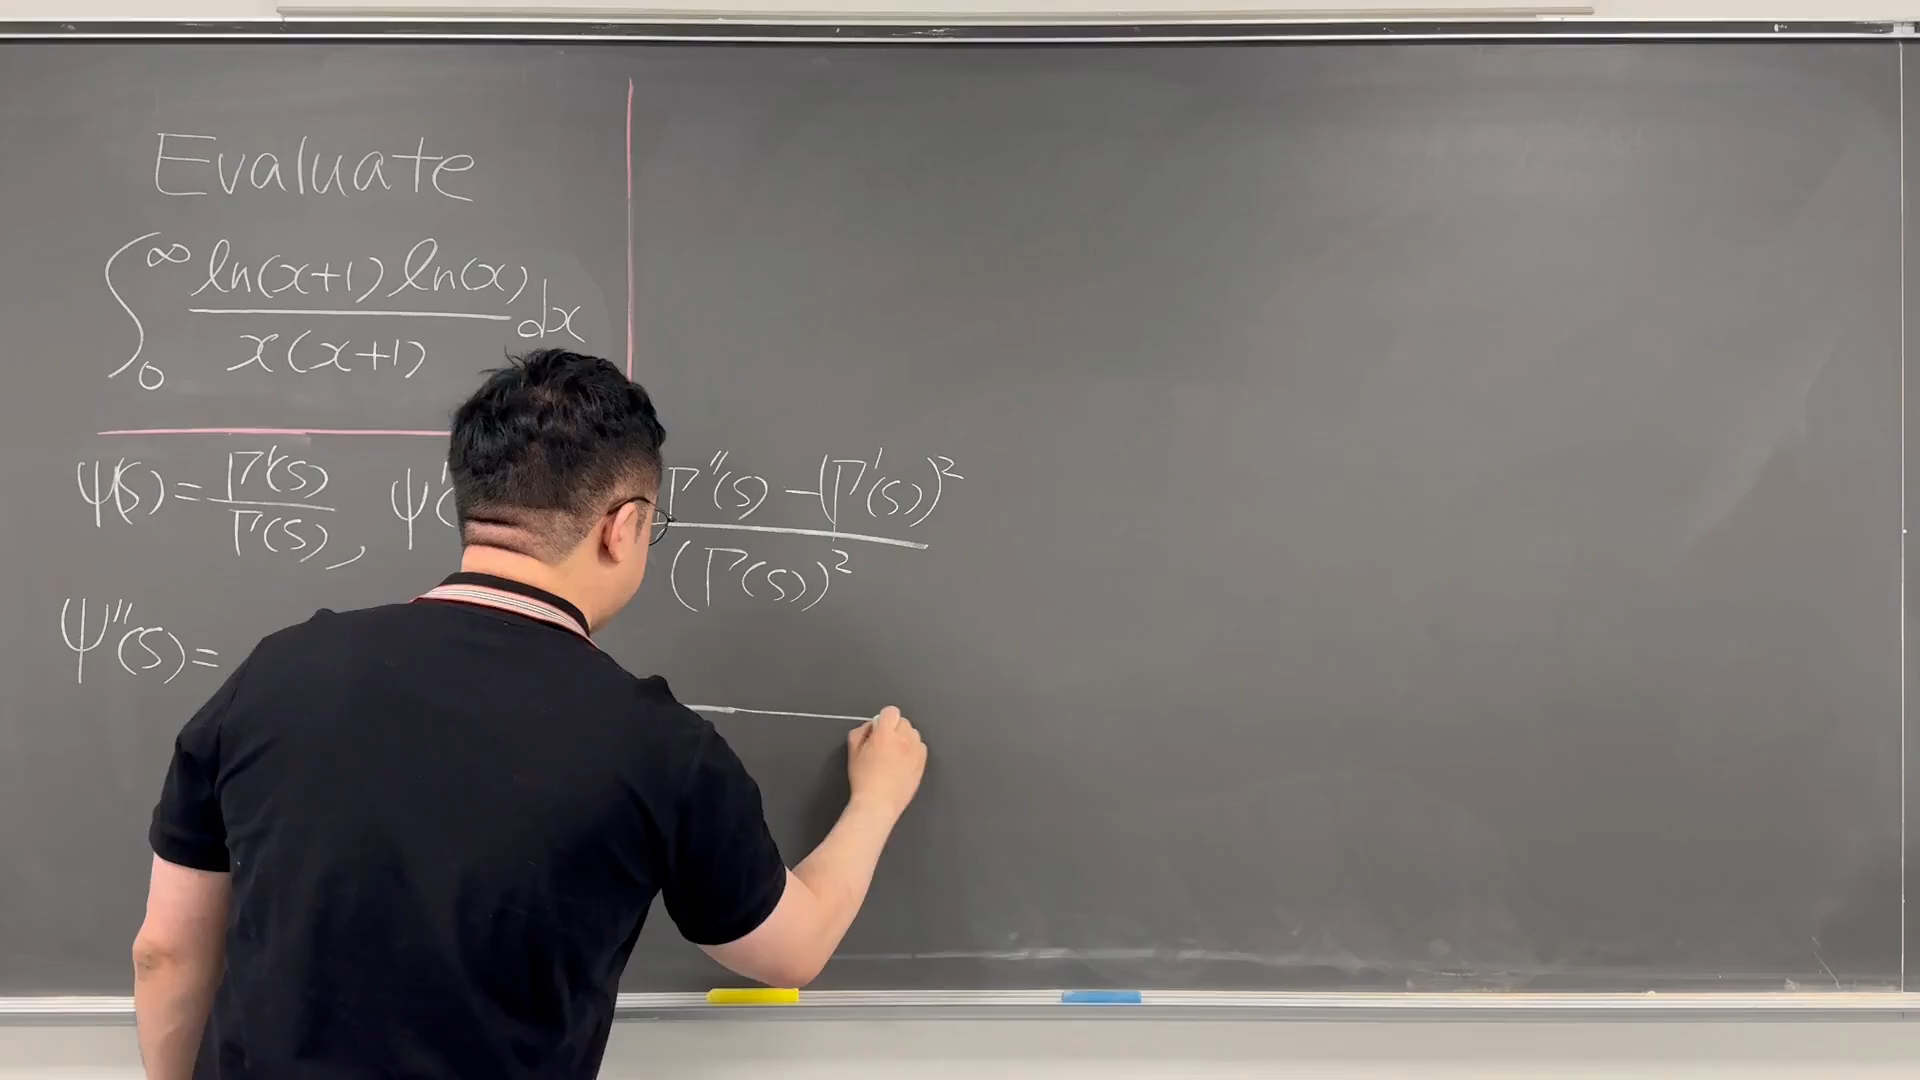 Evaluate
∫₀^∞ ln(x+1) ln(x) / x(x+1) dx
ψ(s) = Γ'(s) / Γ(s), ψ'( Γ''(s) − (Γ'(s))² / (Γ(s))²
ψ''(s) =